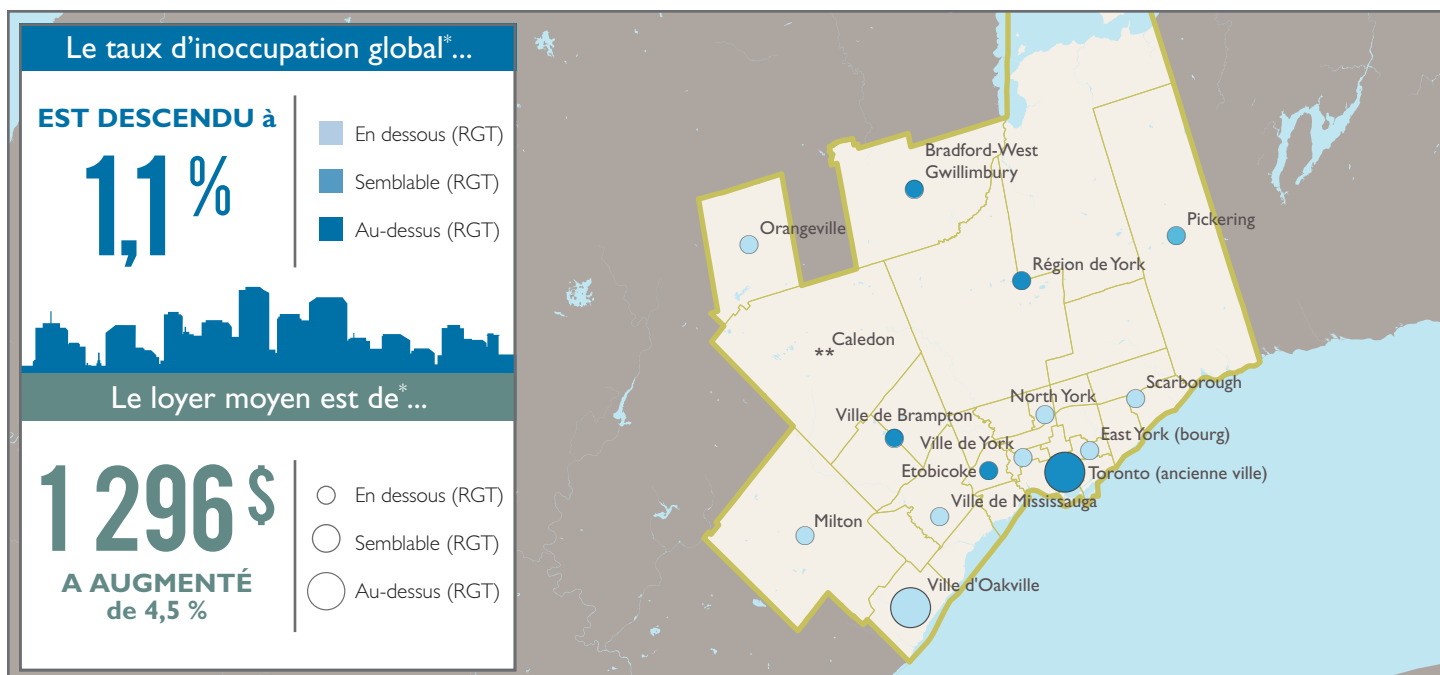 Le taux d'inoccupation global*...
EST DESCENDU à
1,1 %
En dessous (RGT)
Semblable (RGT)
Au-dessus (RGT)
Le loyer moyen est de*...
1 296 $
A AUGMENTÉ
de 4,5 %
En dessous (RGT)
Semblable (RGT)
Au-dessus (RGT)
Bradford-West
Gwillimbury
Orangeville
Pickering
Région de York
Caledon
**
Scarborough
North York
Ville de Brampton
Ville de York
East York (bourg)
Etobicoke
Toronto (ancienne ville)
Ville de Mississauga
Milton
Ville d'Oakville